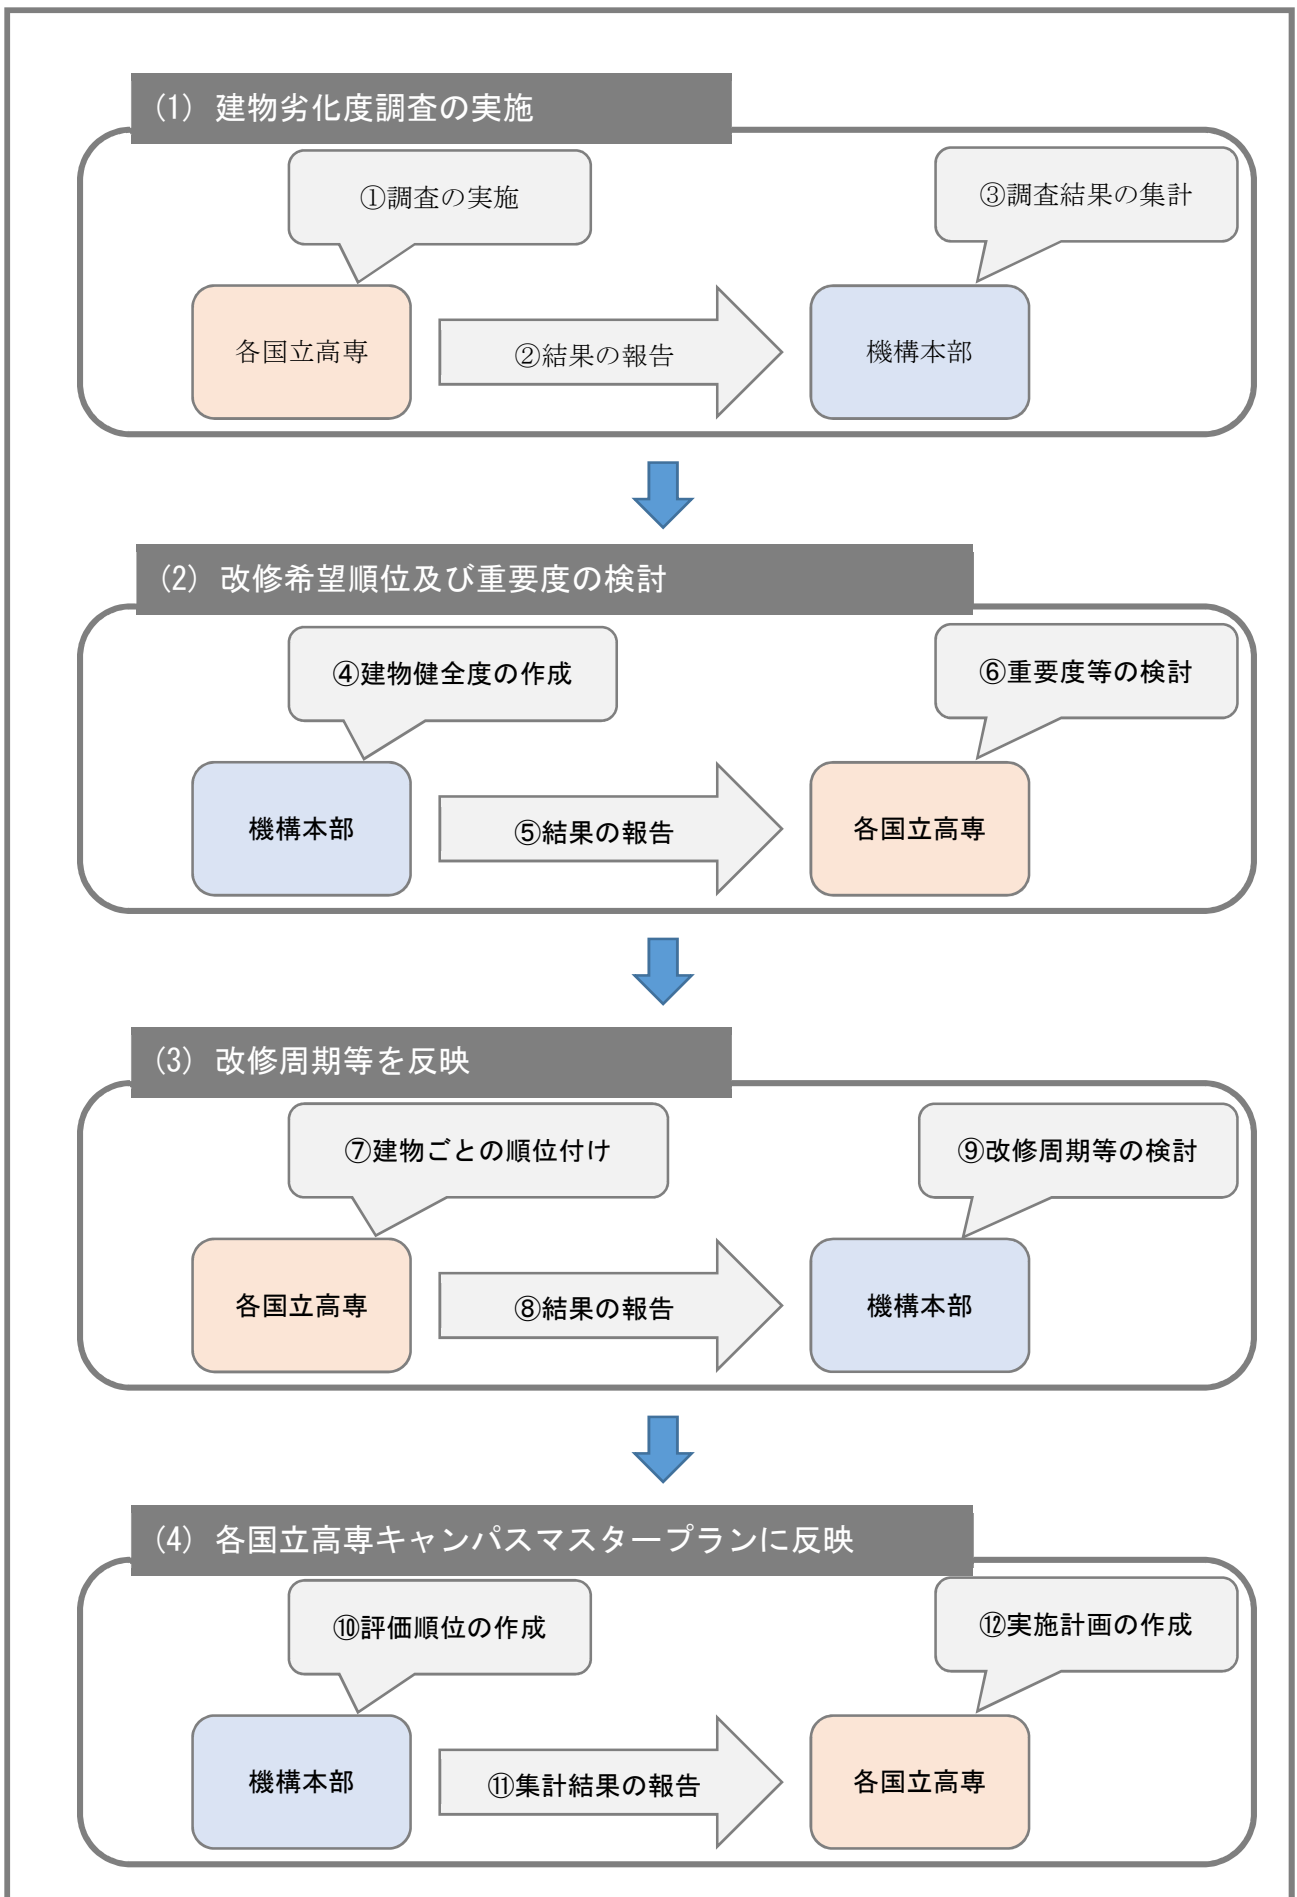 (1) 建物劣化度調査の実施
①調査の実施
③調査結果の集計
各国立高専
②結果の報告
機構本部
(2) 改修希望順位及び重要度の検討
④建物健全度の作成
⑥重要度等の検討
機構本部
⑤結果の報告
各国立高専
(3) 改修周期等を反映
⑦建物ごとの順位付け
⑨改修周期等の検討
各国立高専
⑧結果の報告
機構本部
(4) 各国立高専キャンパスマスタープランに反映
⑩評価順位の作成
⑫実施計画の作成
機構本部
⑪集計結果の報告
各国立高専